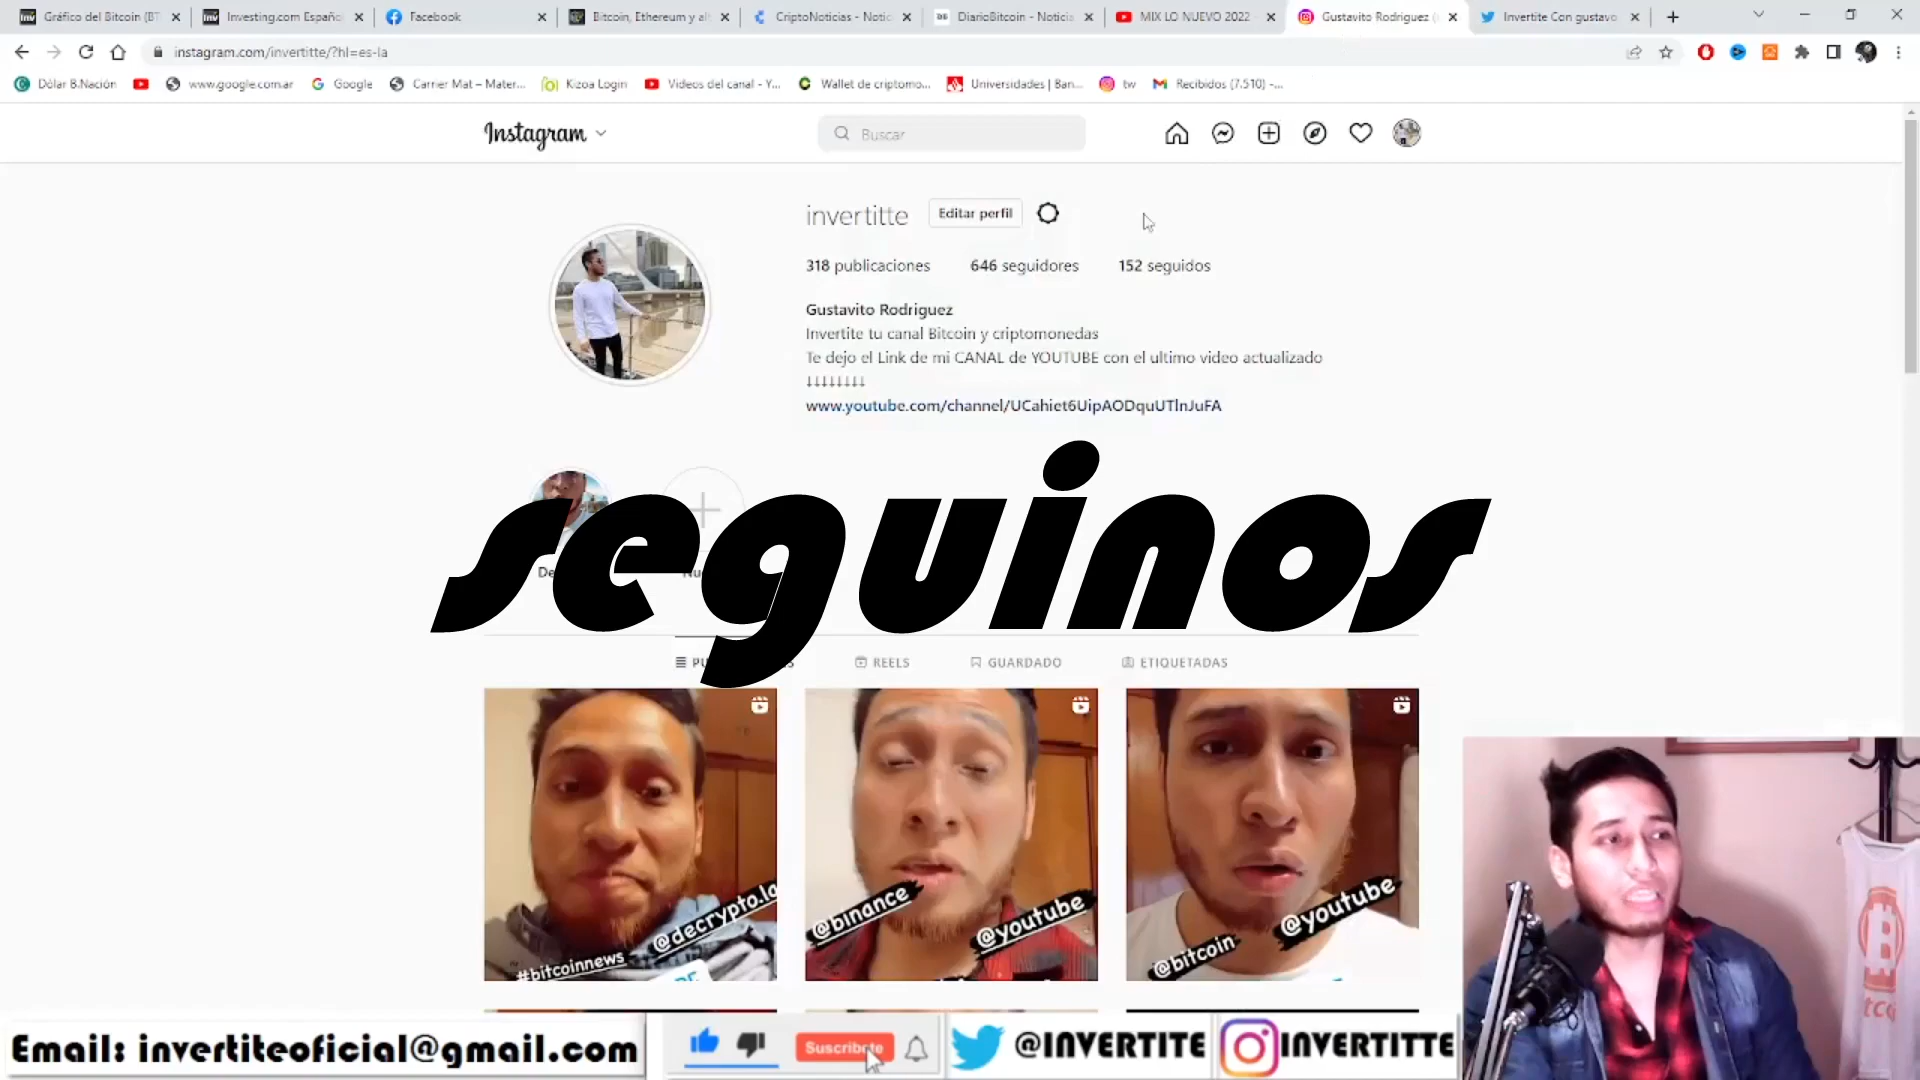 Gráfico del Bitcoin (BT
Investing.com Españo
Facebook
Bitcoin, Ethereum y al
CriptoNoticias - Notic
DiarioBitcoin - Noticia
MIX LO NUEVO 2022
Gustavito Rodriguez (
Invertite Con gustavo
instagram.com/invertitte/?hl=es-la
Dólar B.Nación
www.google.com.ar
Google
Carrier Mat – Mater...
Kizoa Login
Videos del canal - Y...
Wallet de criptomo...
Universidades | Ban...
tw
Recibidos (7.510) -...
Instagram
Buscar
invertitte
Editar perfil
318 publicaciones 646 seguidores 152 seguidos
Gustavito Rodriguez
Invertite tu canal Bitcoin y criptomonedas
Te dejo el Link de mi CANAL de YOUTUBE con el ultimo video actualizado
↓↓↓↓↓↓↓↓
www.youtube.com/channel/UCahiet6UipAODquUTlnJuFA
seguinos
REELS
GUARDADO
ETIQUETADAS
@decrypto.la
#bitcoinnews
@binance
@youtube
@youtube
@bitcoin
Email: invertiteoficial@gmail.com
Suscribete
@INVERTITE
INVERTITTE